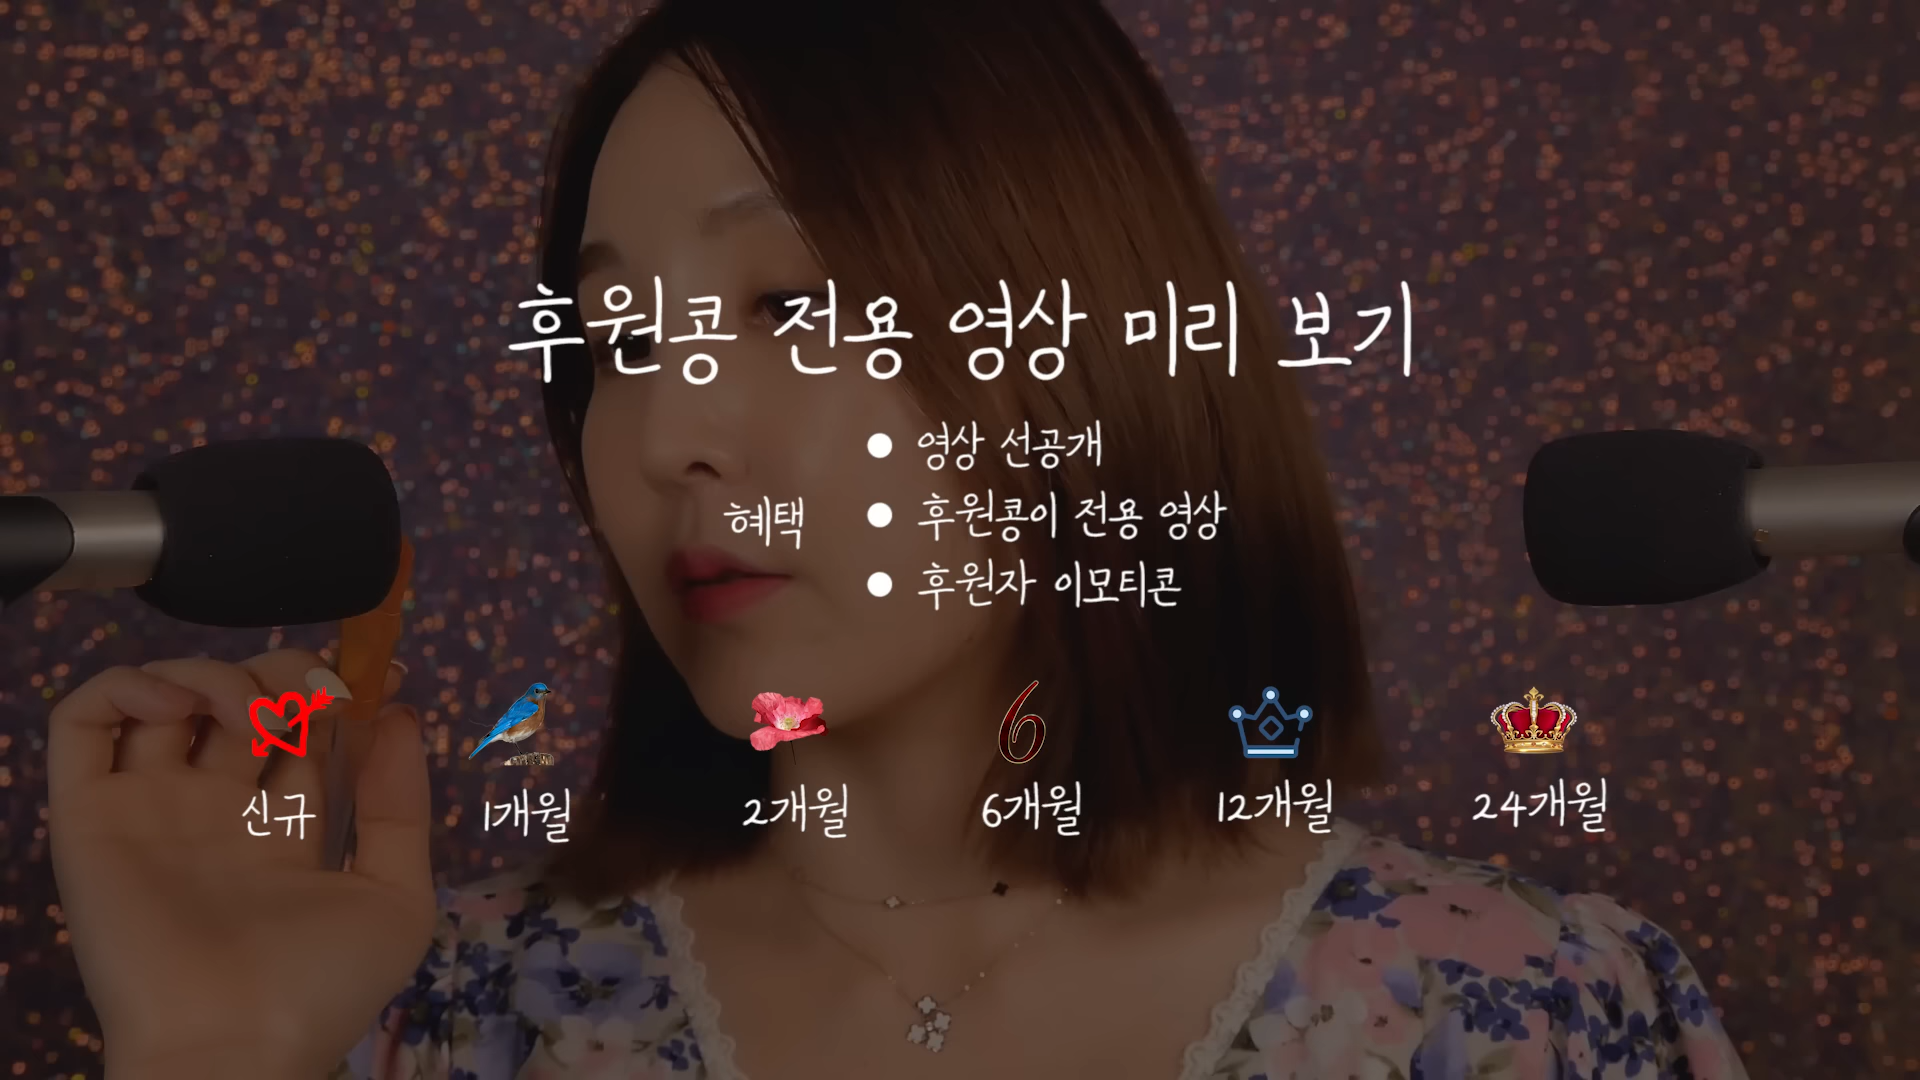 후원콩 전용 영상 미리 보기
혜택
● 영상 선공개
● 후원콩이 전용 영상
● 후원자 이모티콘
6
신규 1개월 2개월 6개월 12개월 24개월